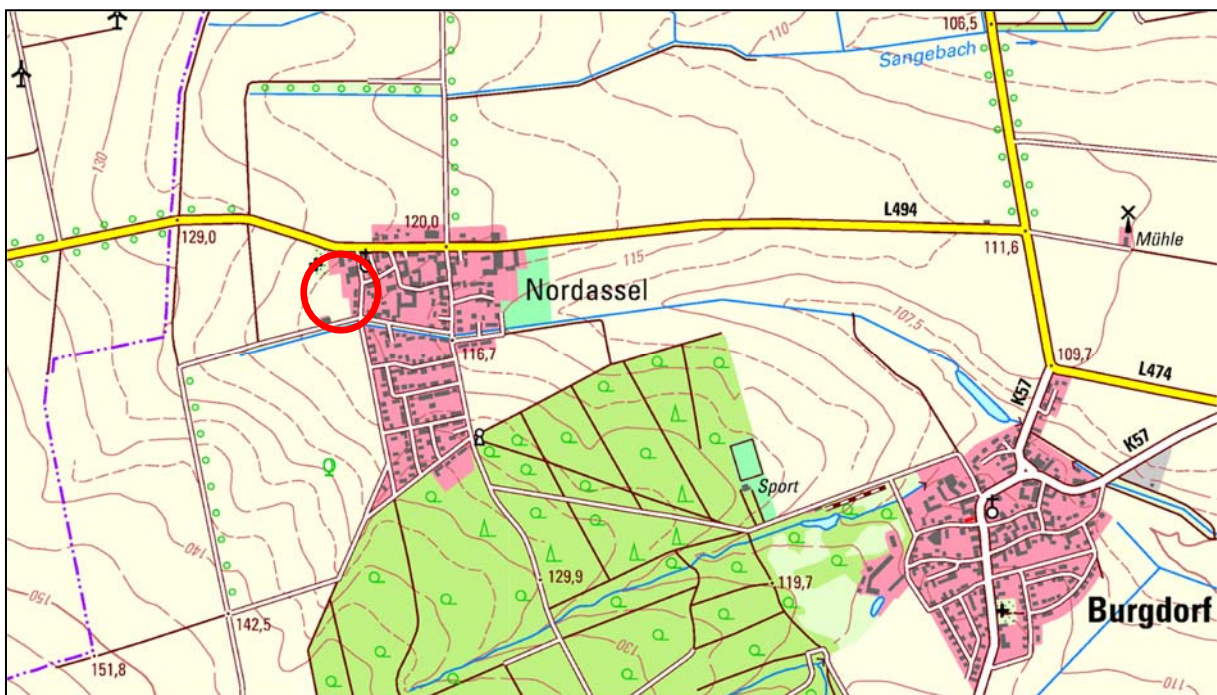 106,5
110
Sangebach
130
L494
120,0
129,0
111,6
Mühle
115
Nordassel
107,5
116,7
109,7
L474
K57
K57
Sport
140
129,9
119,7
Burgdorf
150
142,5
130
151,8
110